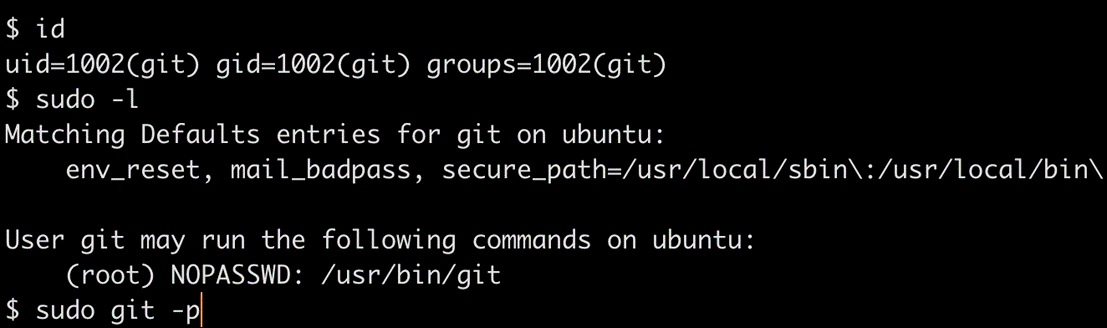 $ id
uid=1002(git) gid=1002(git) groups=1002(git)
$ sudo -l
Matching Defaults entries for git on ubuntu:
    env_reset, mail_badpass, secure_path=/usr/local/sbin\:/usr/local/bin\
User git may run the following commands on ubuntu:
    (root) NOPASSWD: /usr/bin/git
$ sudo git -p